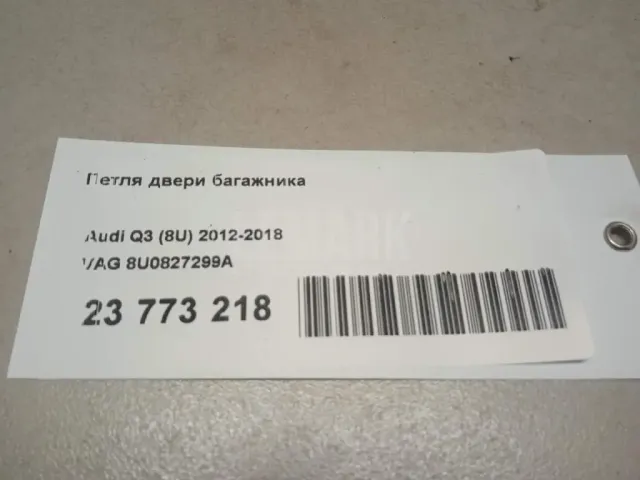 Петля двери багажника
Audi Q3 (8U) 2012-2018
VAG 8U0827299A
23 773 218